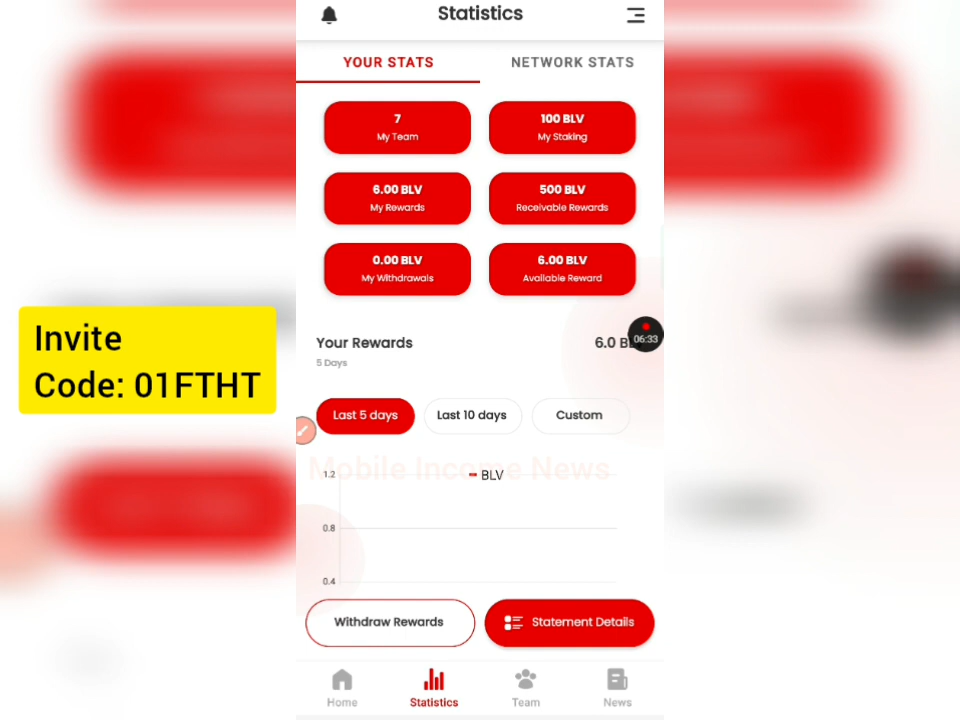 Statistics
YOUR STATS
NETWORK STATS
7
My Team
100 BLV
My Staking
6.00 BLV
My Rewards
500 BLV
Receivable Rewards
0.00 BLV
My Withdrawals
6.00 BLV
Available Reward
Invite
Code: 01FTHT
Your Rewards
6.0 B
06:33
5 Days
Last 5 days
Last 10 days
Custom
Mobile Income News
1.2
BLV
0.8
0.4
Withdraw Rewards
Statement Details
Home
Statistics
Team
News